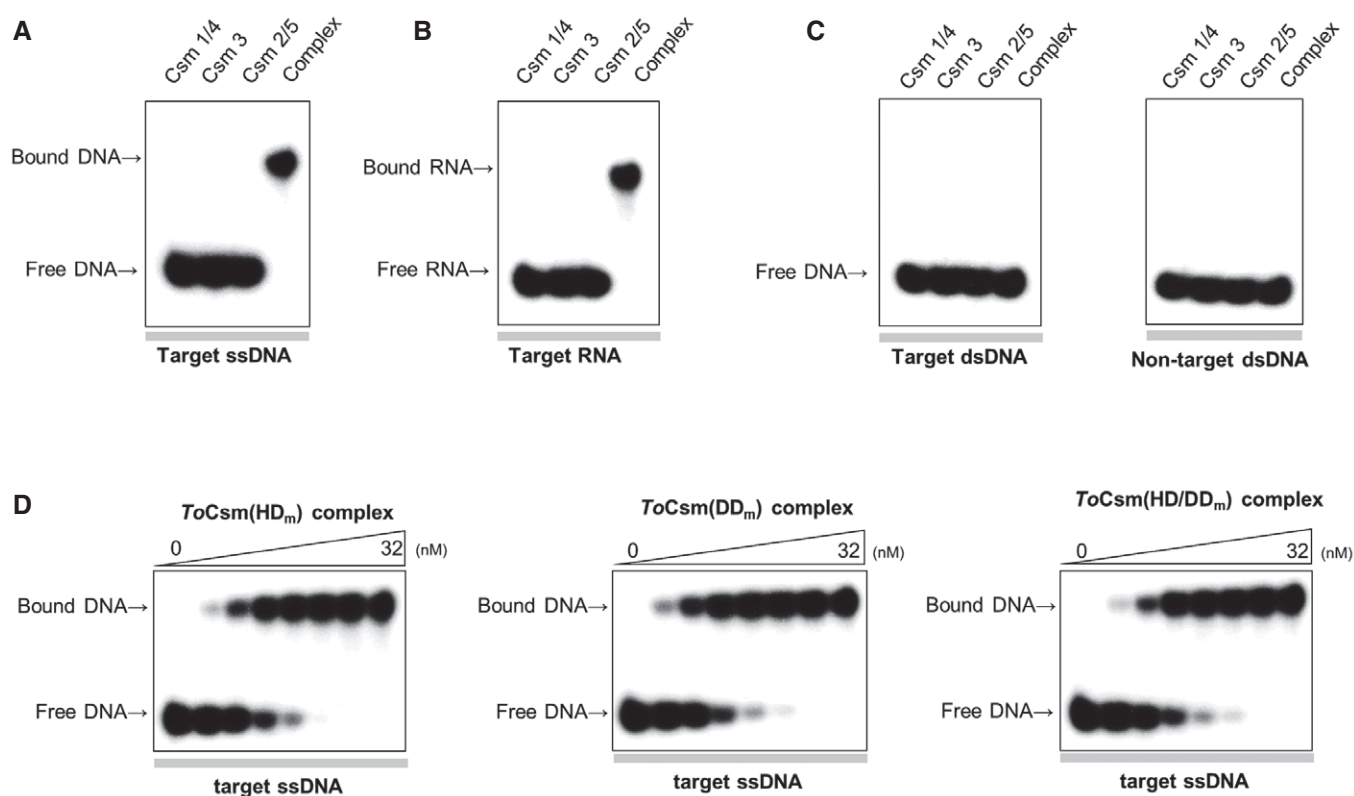 A
Csm 1/4
Csm 3
Csm 2/5
Complex
Bound DNA→
Free DNA→
Target ssDNA
B
Csm 1/4
Csm 3
Csm 2/5
Complex
Bound RNA→
Free RNA→
Target RNA
C
Csm 1/4
Csm 3
Csm 2/5
Complex
Free DNA→
Target dsDNA
Csm 1/4
Csm 3
Csm 2/5
Complex
Non-target dsDNA
D
ToCsm(HDm) complex
0 32 (nM)
Bound DNA→
Free DNA→
target ssDNA
ToCsm(DDm) complex
0 32 (nM)
Bound DNA→
Free DNA→
target ssDNA
ToCsm(HD/DDm) complex
0 32 (nM)
Bound DNA→
Free DNA→
target ssDNA